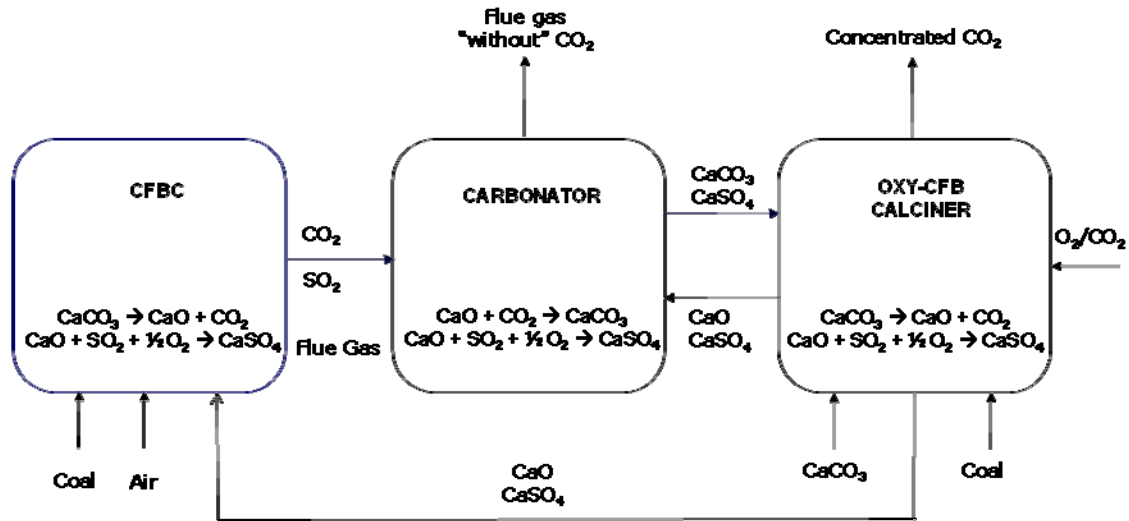 Flue gas
"without" CO₂
Concentrated CO₂
CFBC
CO₂
SO₂
Flue Gas
CaCO₃ → CaO + CO₂
CaO + SO₂ + ½O₂ → CaSO₄
Coal
Air
CARBONATOR
CaO + CO₂ → CaCO₃
CaO + SO₂ + ½O₂ → CaSO₄
CaCO₃
CaSO₄
CaO
CaSO₄
OXY-CFB
CALCINER
O₂/CO₂
CaCO₃ → CaO + CO₂
CaO + SO₂ + ½O₂ → CaSO₄
CaCO₃
Coal
CaO
CaSO₄